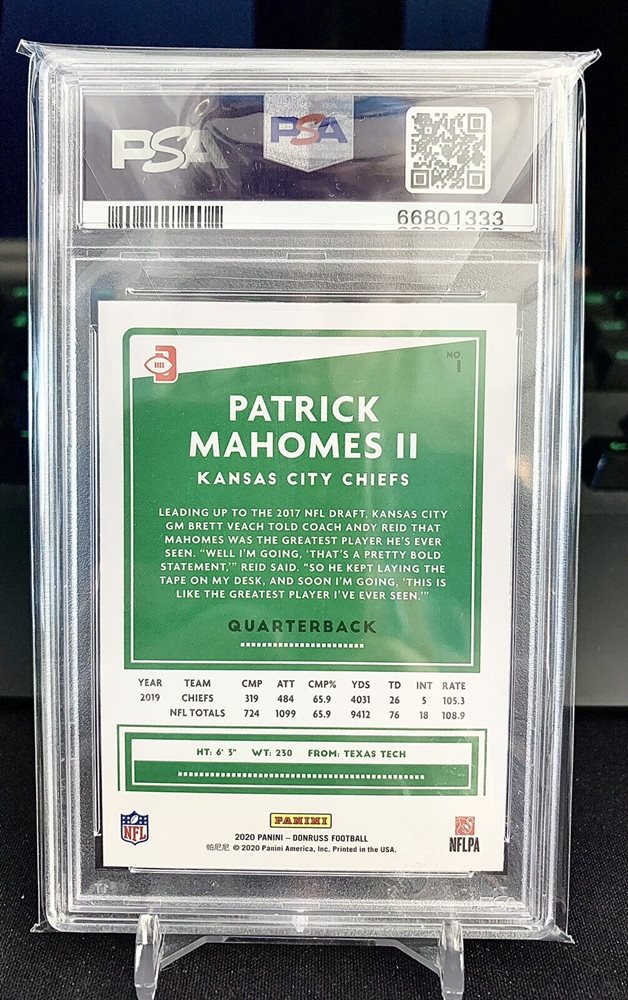 PSA PSA
66801333
NO.
1
PATRICK
MAHOMES II
KANSAS CITY CHIEFS
LEADING UP TO THE 2017 NFL DRAFT, KANSAS CITY
GM BRETT VEACH TOLD COACH ANDY REID THAT
MAHOMES WAS THE GREATEST PLAYER HE'S EVER
SEEN. "WELL I'M GOING, 'THAT'S A PRETTY BOLD
STATEMENT,'" REID SAID. "SO HE KEPT LAYING THE
TAPE ON MY DESK, AND SOON I'M GOING, 'THIS IS
LIKE THE GREATEST PLAYER I'VE EVER SEEN.'"
QUARTERBACK
YEAR TEAM CMP ATT CMP% YDS TD INT RATE
2019 CHIEFS 319 484 65.9 4031 26 5 105.3
NFL TOTALS 724 1099 65.9 9412 76 18 108.9
HT: 6' 3" WT: 230 FROM: TEXAS TECH
NFL
PANINI
2020 PANINI – DONRUSS FOOTBALL
帕尼尼 © 2020 Panini America, Inc. Printed in the USA.
NFLPA